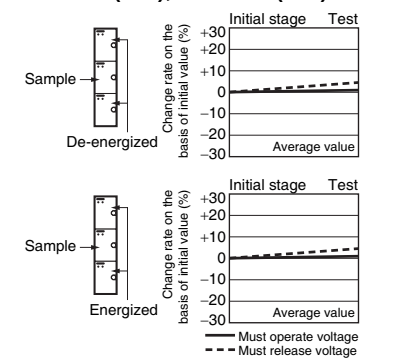 Initial stage Test
+30
+20
+10
0
−10
−20
−30
Change rate on the
basis of initial value (%)
Sample
De-energized
Average value
Initial stage Test
+30
+20
+10
0
−10
−20
−30
Change rate on the
basis of initial value (%)
Sample
Energized
Average value
Must operate voltage
Must release voltage